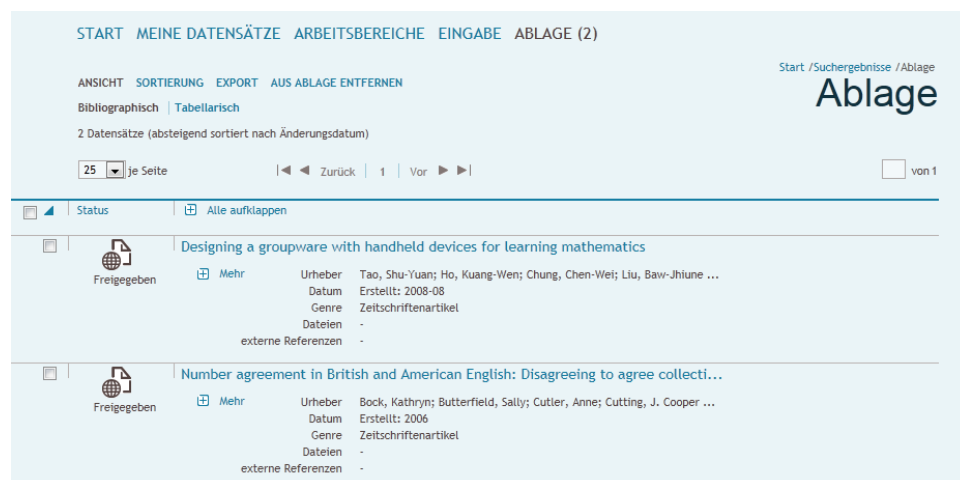 START MEINE DATENSÄTZE ARBEITSBEREICHE EINGABE ABLAGE (2)
Start /Suchergebnisse /Ablage
Ablage
ANSICHT SORTIERUNG EXPORT AUS ABLAGE ENTFERNEN
Bibliographisch | Tabellarisch
2 Datensätze (absteigend sortiert nach Änderungsdatum)
25 je Seite Zurück | 1 | Vor von 1
Status Alle aufklappen
Designing a groupware with handheld devices for learning mathematics
Freigegeben
Mehr Urheber Tao, Shu-Yuan; Ho, Kuang-Wen; Chung, Chen-Wei; Liu, Baw-Jhiune ...
Datum Erstellt: 2008-08
Genre Zeitschriftenartikel
Dateien -
externe Referenzen -
Number agreement in British and American English: Disagreeing to agree collecti...
Freigegeben
Mehr Urheber Bock, Kathryn; Butterfield, Sally; Cutler, Anne; Cutting, J. Cooper ...
Datum Erstellt: 2006
Genre Zeitschriftenartikel
Dateien -
externe Referenzen -